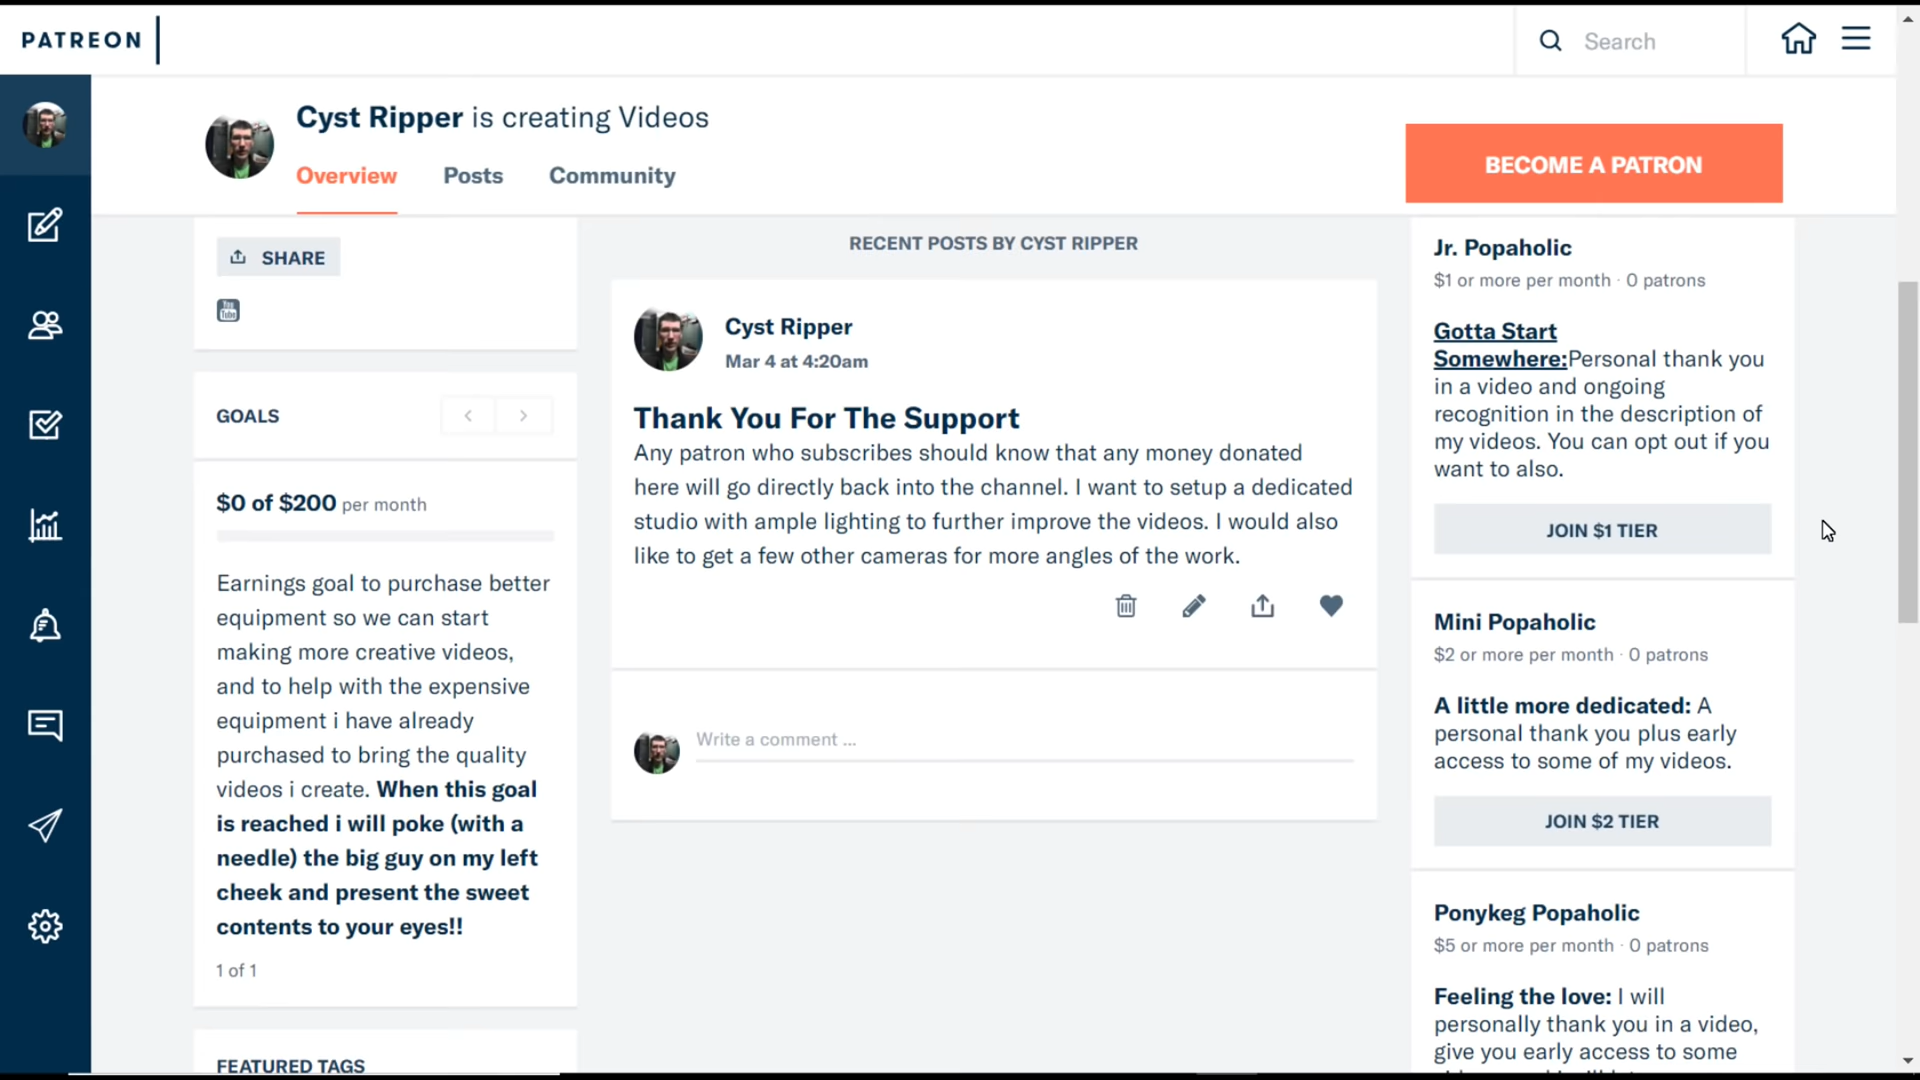 PATREON
Search
Cyst Ripper is creating Videos
Overview
Posts
Community
BECOME A PATRON
SHARE
You
Tube
GOALS
$0 of $200 per month
Earnings goal to purchase better
equipment so we can start
making more creative videos,
and to help with the expensive
equipment i have already
purchased to bring the quality
videos i create. When this goal
is reached i will poke (with a
needle) the big guy on my left
cheek and present the sweet
contents to your eyes!!
1 of 1
FEATURED TAGS
RECENT POSTS BY CYST RIPPER
Cyst Ripper
Mar 4 at 4:20am
Thank You For The Support
Any patron who subscribes should know that any money donated
here will go directly back into the channel. I want to setup a dedicated
studio with ample lighting to further improve the videos. I would also
like to get a few other cameras for more angles of the work.
Write a comment ...
Jr. Popaholic
$1 or more per month · 0 patrons
Gotta Start
Somewhere:Personal thank you
in a video and ongoing
recognition in the description of
my videos. You can opt out if you
want to also.
JOIN $1 TIER
Mini Popaholic
$2 or more per month · 0 patrons
A little more dedicated: A
personal thank you plus early
access to some of my videos.
JOIN $2 TIER
Ponykeg Popaholic
$5 or more per month · 0 patrons
Feeling the love: I will
personally thank you in a video,
give you early access to some